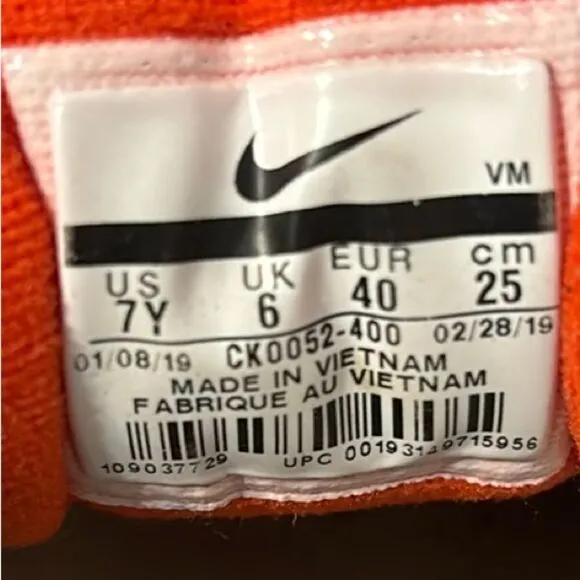 VM
US UK EUR cm
7Y 6 40 25
01/08/19 CK0052-400 02/28/19
MADE IN VIETNAM
FABRIQUE AU VIETNAM
109037729 UPC